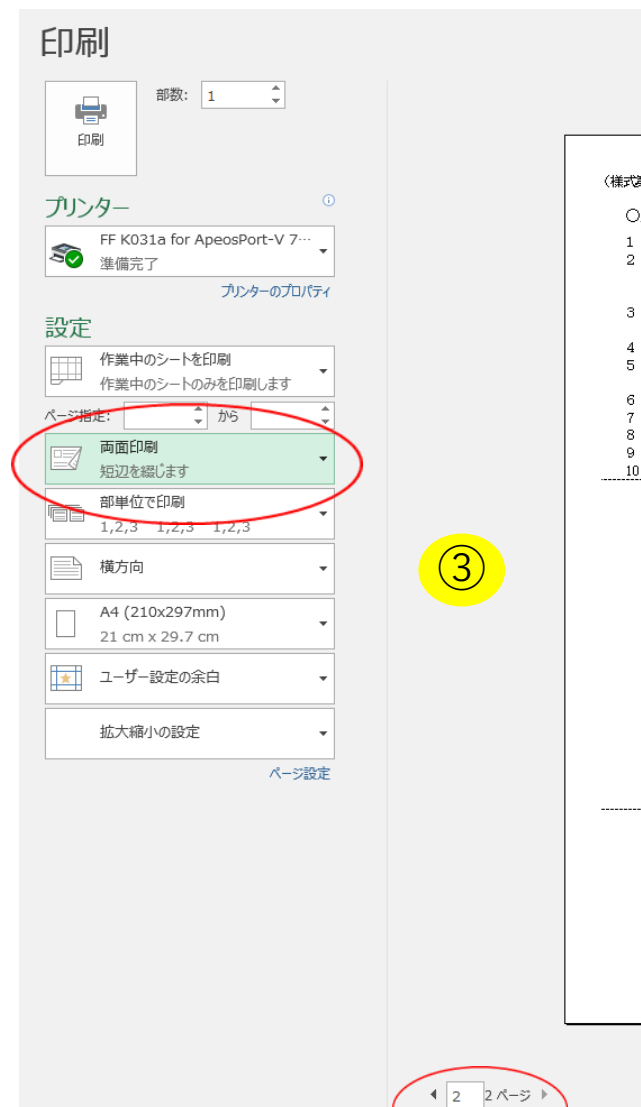 印刷
部数: 1
印刷
プリンター
FF K031a for ApeosPort-V 7…
準備完了
プリンターのプロパティ
設定
作業中のシートを印刷
作業中のシートのみを印刷します
ページ指定: から
両面印刷
短辺を綴じます
部単位で印刷
1,2,3 1,2,3 1,2,3
横方向
A4 (210x297mm)
21 cm x 29.7 cm
ユーザー設定の余白
拡大縮小の設定
ページ設定
③
(様式
○
1
2
3
4
5
6
7
8
9
10
2 2 ページ